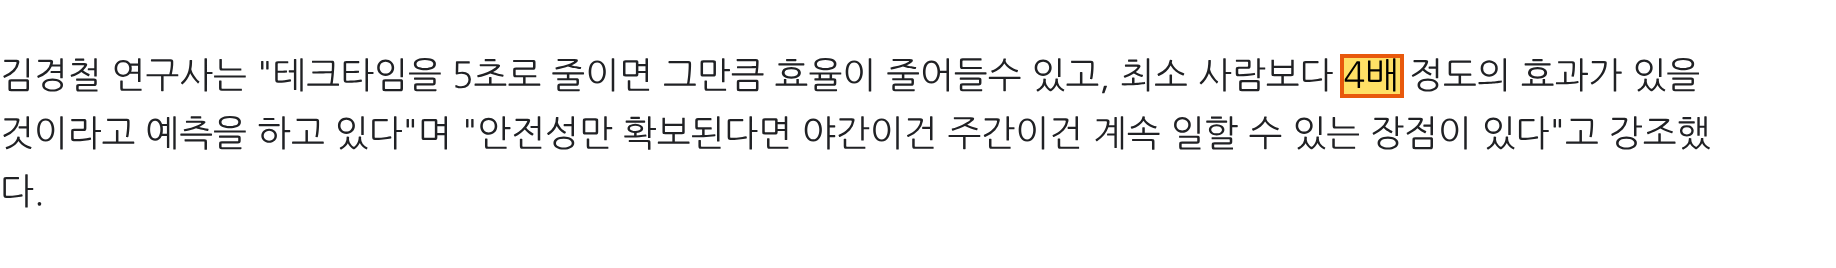 김경철 연구사는 "테크타임을 5초로 줄이면 그만큼 효율이 줄어들수 있고, 최소 사람보다 4배 정도의 효과가 있을
것이라고 예측을 하고 있다"며 "안전성만 확보된다면 야간이건 주간이건 계속 일할 수 있는 장점이 있다"고 강조했
다.